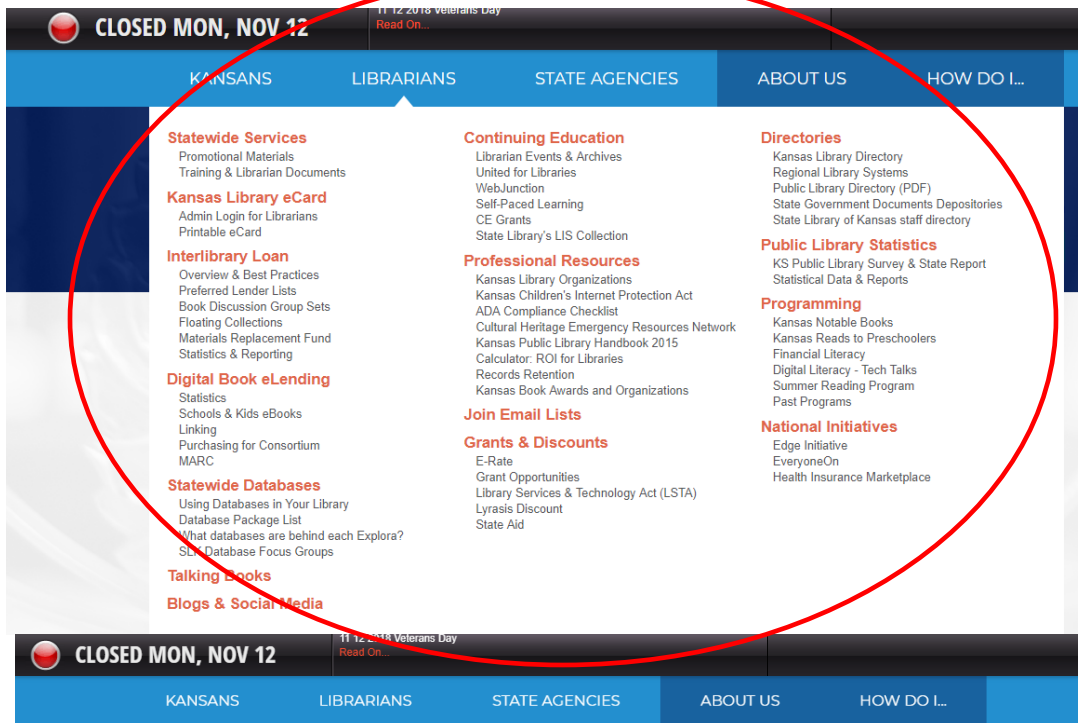 CLOSED MON, NOV 12
11 12 2018 Veterans Day
Read On...
KANSANS LIBRARIANS STATE AGENCIES ABOUT US HOW DO I...
Statewide Services
Promotional Materials
Training & Librarian Documents
Kansas Library eCard
Admin Login for Librarians
Printable eCard
Interlibrary Loan
Overview & Best Practices
Preferred Lender Lists
Book Discussion Group Sets
Floating Collections
Materials Replacement Fund
Statistics & Reporting
Digital Book eLending
Statistics
Schools & Kids eBooks
Linking
Purchasing for Consortium
MARC
Statewide Databases
Using Databases in Your Library
Database Package List
What databases are behind each Explora?
SLK Database Focus Groups
Talking Books
Blogs & Social Media
Continuing Education
Librarian Events & Archives
United for Libraries
WebJunction
Self-Paced Learning
CE Grants
State Library's LIS Collection
Professional Resources
Kansas Library Organizations
Kansas Children's Internet Protection Act
ADA Compliance Checklist
Cultural Heritage Emergency Resources Network
Kansas Public Library Handbook 2015
Calculator: ROI for Libraries
Records Retention
Kansas Book Awards and Organizations
Join Email Lists
Grants & Discounts
E-Rate
Grant Opportunities
Library Services & Technology Act (LSTA)
Lyrasis Discount
State Aid
Directories
Kansas Library Directory
Regional Library Systems
Public Library Directory (PDF)
State Government Documents Depositories
State Library of Kansas staff directory
Public Library Statistics
KS Public Library Survey & State Report
Statistical Data & Reports
Programming
Kansas Notable Books
Kansas Reads to Preschoolers
Financial Literacy
Digital Literacy - Tech Talks
Summer Reading Program
Past Programs
National Initiatives
Edge Initiative
EveryoneOn
Health Insurance Marketplace
CLOSED MON, NOV 12
11 12 2018 Veterans Day
Read On...
KANSANS LIBRARIANS STATE AGENCIES ABOUT US HOW DO I...